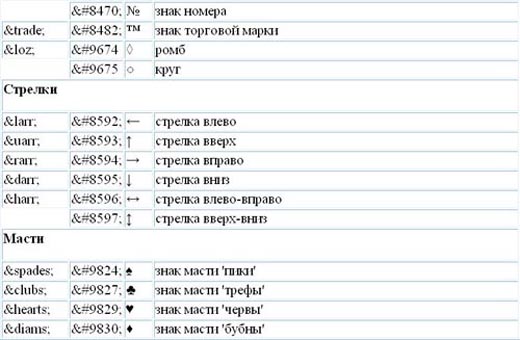 &#8470; № знак номера
&trade; &#8482; ™ знак торговой марки
&loz; &#9674 ◊ ромб
&#9675 ○ круг
Стрелки
&larr; &#8592; ← стрелка влево
&uarr; &#8593; ↑ стрелка вверх
&rarr; &#8594; → стрелка вправо
&darr; &#8595; ↓ стрелка вниз
&harr; &#8596; ↔ стрелка влево-вправо
&#8597; ↕ стрелка вверх-вниз
Масти
&spades; &#9824; ♠ знак масти 'пики'
&clubs; &#9827; ♣ знак масти 'трефы'
&hearts; &#9829; ♥ знак масти 'червы'
&diams; &#9830; ♦ знак масти 'бубны'